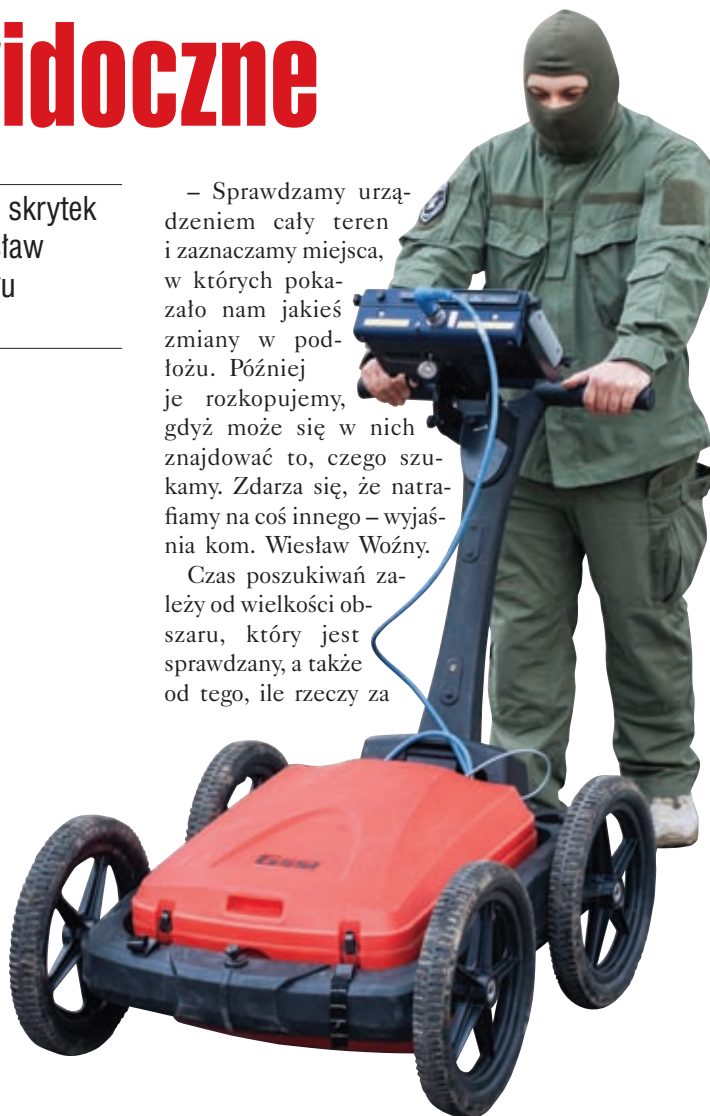 idoczne
skrytek
sław
u
– Sprawdzamy urzą-
dzeniem cały teren
i zaznaczamy miejsca,
w których poka-
zało nam jakieś
zmiany w pod-
łożu. Później
je rozkopujemy,
gdyż może się w nich
znajdować to, czego szu-
kamy. Zdarza się, że natra-
fiamy na coś innego – wyjaś-
nia kom. Wiesław Woźny.
Czas poszukiwań za-
leży od wielkości ob-
szaru, który jest
sprawdzany, a także
od tego, ile rzeczy za